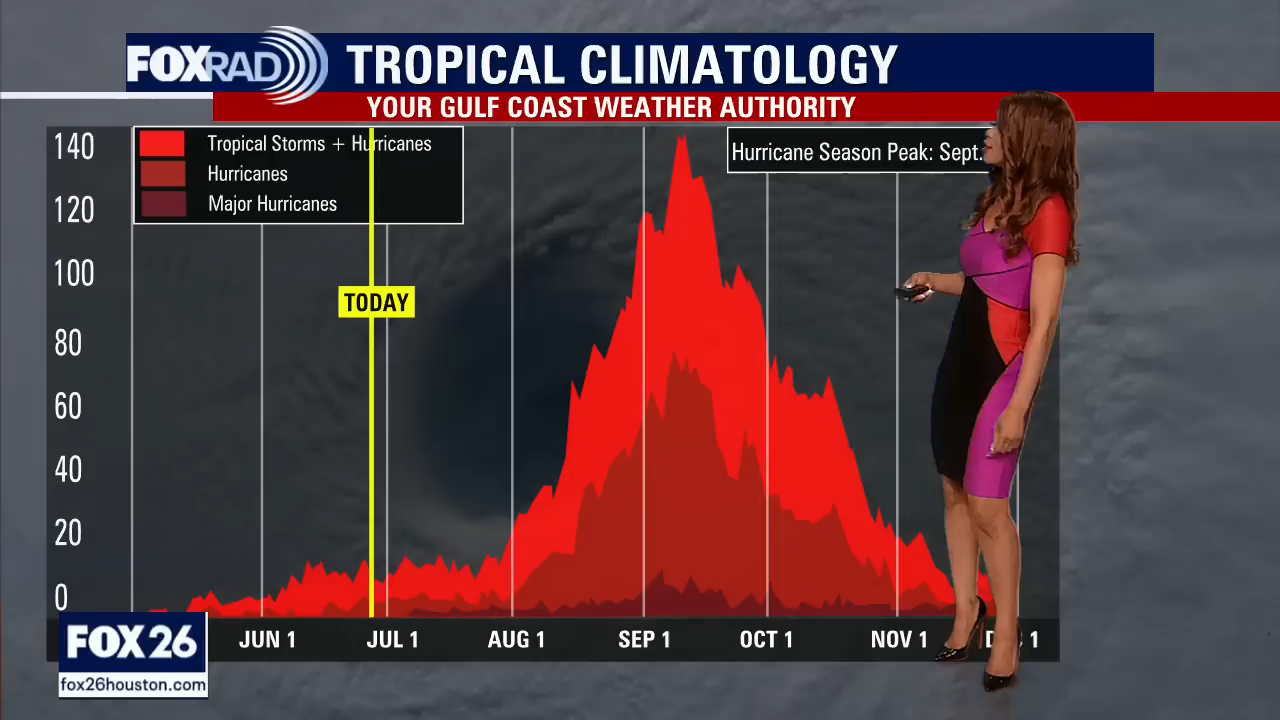 FOXRAD
TROPICAL CLIMATOLOGY
YOUR GULF COAST WEATHER AUTHORITY
Tropical Storms + Hurricanes
Hurricanes
Major Hurricanes
Hurricane Season Peak: Sept.
140
120
100
80
60
40
20
0
TODAY
JUN 1
JUL 1
AUG 1
SEP 1
OCT 1
NOV 1
FOX 26
fox26houston.com